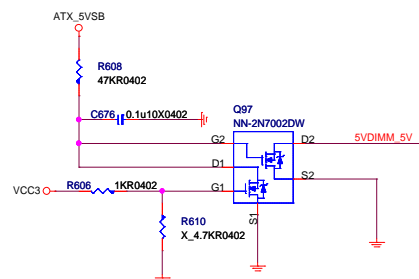 ATX_5VSB
R608
47KR0402
C676 0.1u10X0402
Q97
NN-2N7002DW
G2 D2 5VDIMM_5V
D1
S2
VCC3 R606 1KR0402 G1
S1
R610
X_4.7KR0402